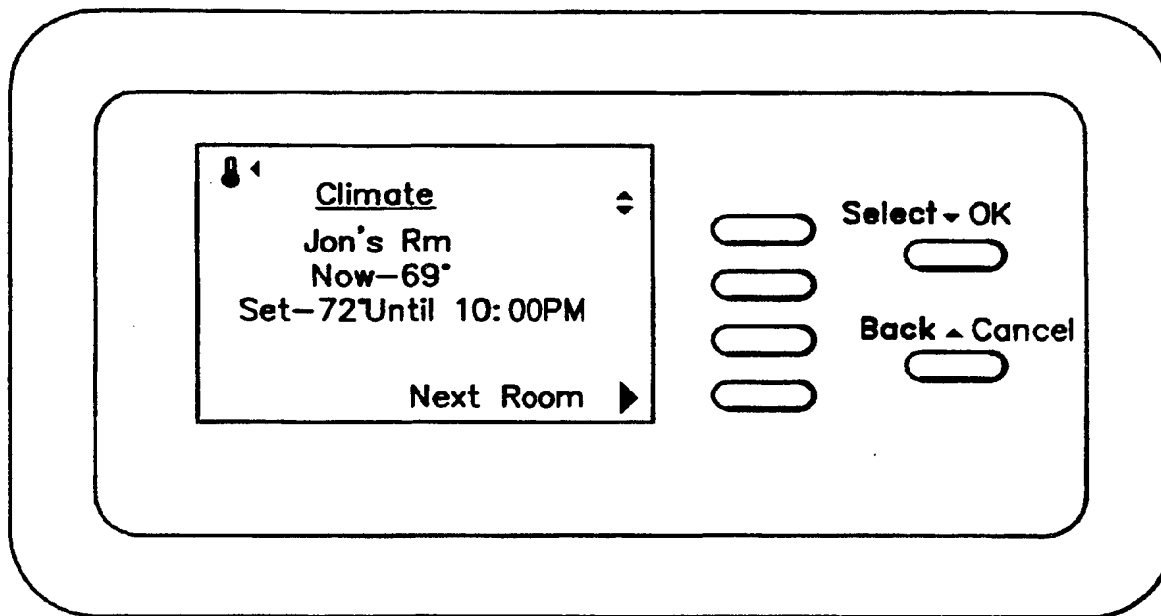 Climate
Jon's Rm
Now-69°
Set-72°Until 10:00PM
Next Room
Select OK
Back Cancel